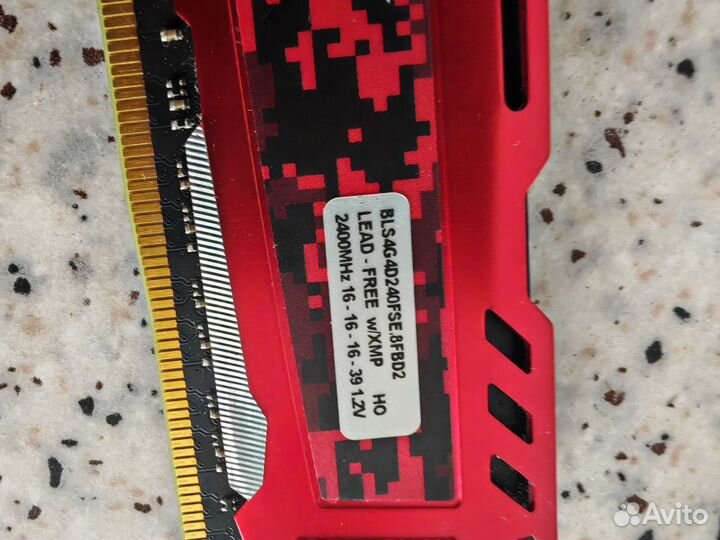 BLS4G4D240FSE.8FBD2
LEAD - FREE w/XMP HO
2400MHz 16 - 16 - 16 - 39 1.2V
Avito